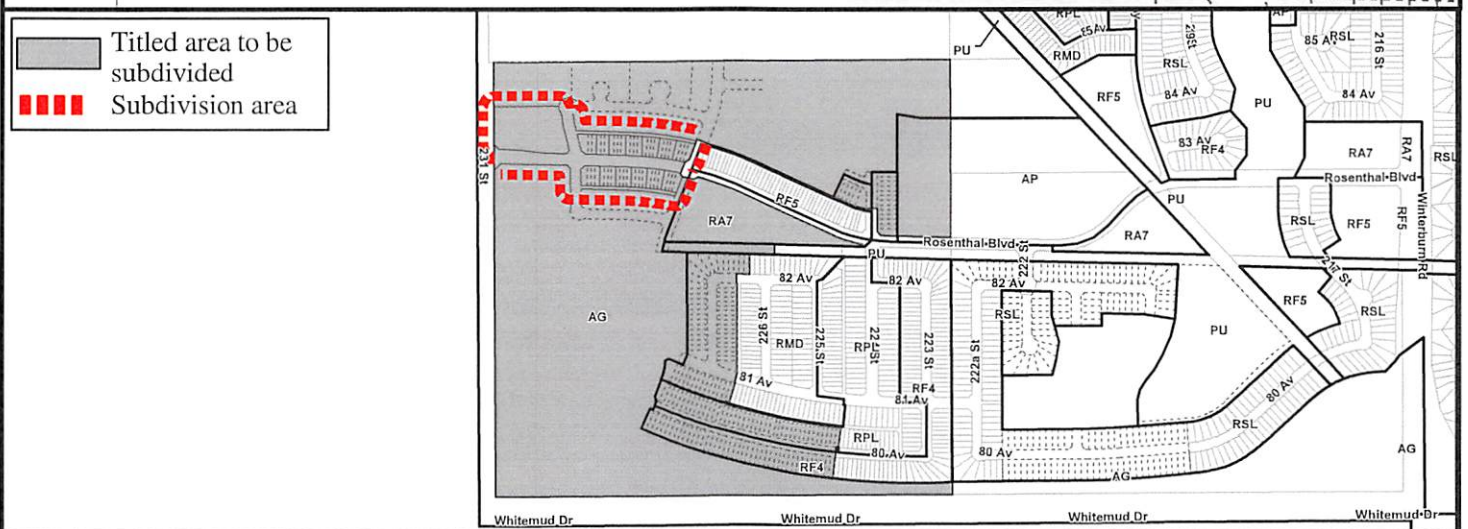 Titled area to be
subdivided
Subdivision area
PU
RPL
85 Av
RMD
RF5
RSL
84 Av
83 Av
RF4
PU
AP
85 Av
RSL
216 St
84 Av
RA7
RA7
RSL
Rosenthal Blvd
231 St
RF5
RA7
AP
PU
RA7
RSL
RF5
RF5
Winterburn Rd
Rosenthal Blvd
222 St
PU
217 St
82 Av
82 Av
82 Av
RSL
RF5
RSL
PU
AG
226 St
RMD
225 St
RPL
223 St
222a St
81 Av
RF4
81 Av
80 Av
RSL
RPL
80 Av
80 Av
RF4
AG
AG
Whitemud Dr
Whitemud Dr
Whitemud Dr
Whitemud Dr